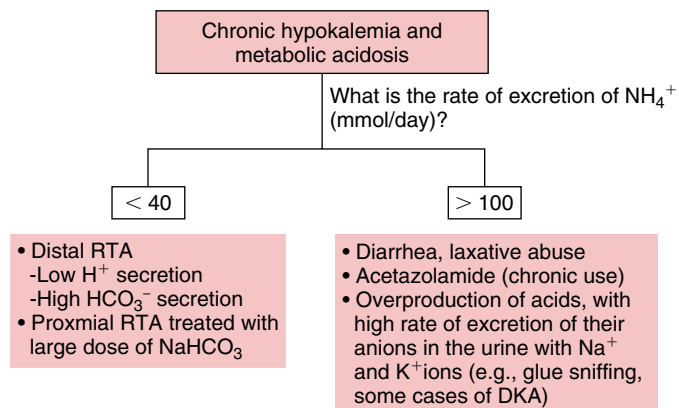 Chronic hypokalemia and
metabolic acidosis
What is the rate of excretion of NH₄⁺
(mmol/day)?
< 40
> 100
• Distal RTA
-Low H⁺ secretion
-High HCO₃⁻ secretion
• Proxmial RTA treated with
large dose of NaHCO₃
• Diarrhea, laxative abuse
• Acetazolamide (chronic use)
• Overproduction of acids, with
high rate of excretion of their
anions in the urine with Na⁺
and K⁺ions (e.g., glue sniffing,
some cases of DKA)